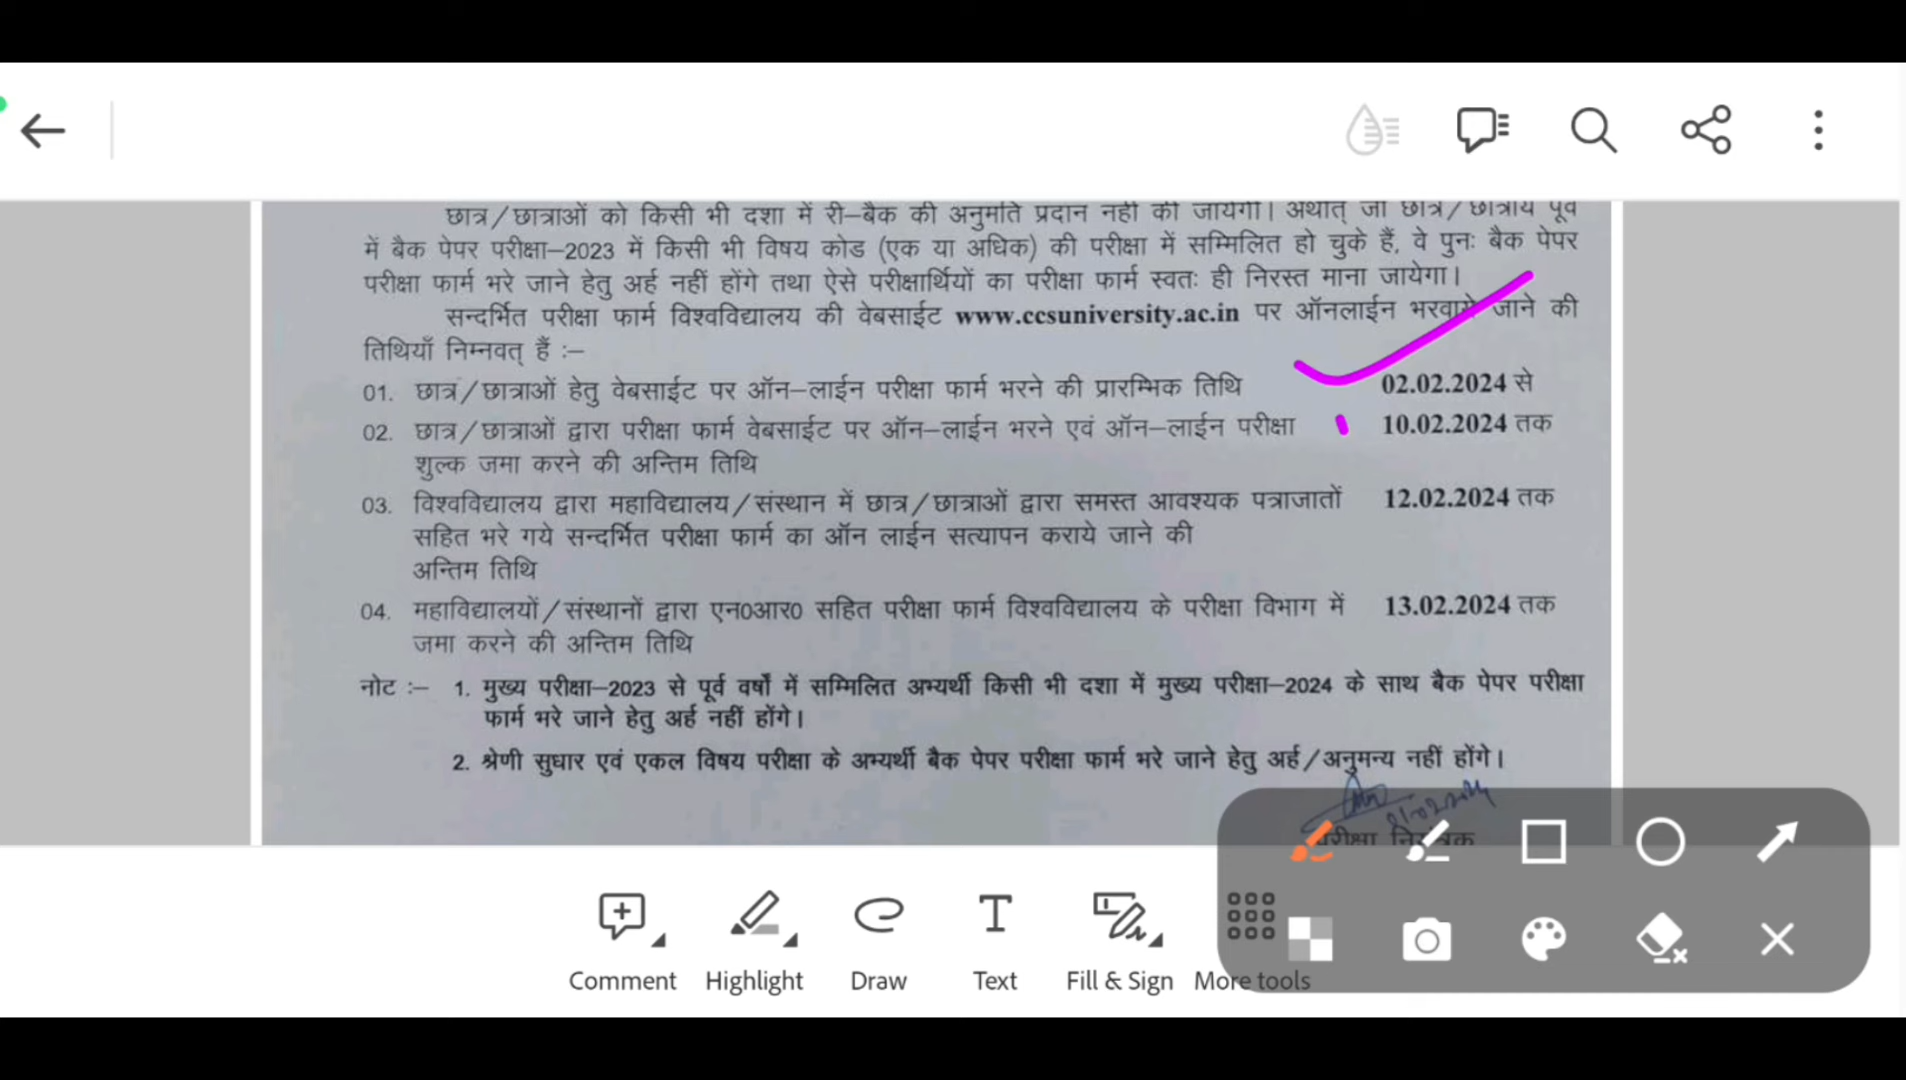 छात्र/छात्राओं को किसी भी दशा में री–बैक की अनुमति प्रदान नहीं की जायेगी। अर्थात् जो छात्र/छात्रायें पूर्व
में बैक पेपर परीक्षा–2023 में किसी भी विषय कोड (एक या अधिक) की परीक्षा में सम्मिलित हो चुके हैं, वे पुनः बैक पेपर
परीक्षा फार्म भरे जाने हेतु अर्ह नहीं होंगे तथा ऐसे परीक्षार्थियों का परीक्षा फार्म स्वतः ही निरस्त माना जायेगा।
सन्दर्भित परीक्षा फार्म विश्वविद्यालय की वेबसाईट www.ccsuniversity.ac.in पर ऑनलाईन भरवाये जाने की
तिथियाँ निम्नवत् हैं :–
01. छात्र/छात्राओं हेतु वेबसाईट पर ऑन–लाईन परीक्षा फार्म भरने की प्रारम्भिक तिथि 02.02.2024 से
02. छात्र/छात्राओं द्वारा परीक्षा फार्म वेबसाईट पर ऑन–लाईन भरने एवं ऑन–लाईन परीक्षा 10.02.2024 तक
शुल्क जमा करने की अन्तिम तिथि
03. विश्वविद्यालय द्वारा महाविद्यालय/संस्थान में छात्र/छात्राओं द्वारा समस्त आवश्यक पत्राजातों 12.02.2024 तक
सहित भरे गये सन्दर्भित परीक्षा फार्म का ऑन लाईन सत्यापन कराये जाने की
अन्तिम तिथि
04. महाविद्यालयों/संस्थानों द्वारा एन0आर0 सहित परीक्षा फार्म विश्वविद्यालय के परीक्षा विभाग में 13.02.2024 तक
जमा करने की अन्तिम तिथि
नोट :– 1. मुख्य परीक्षा–2023 से पूर्व वर्षों में सम्मिलित अभ्यर्थी किसी भी दशा में मुख्य परीक्षा–2024 के साथ बैक पेपर परीक्षा
फार्म भरे जाने हेतु अर्ह नहीं होंगे।
2. श्रेणी सुधार एवं एकल विषय परीक्षा के अभ्यर्थी बैक पेपर परीक्षा फार्म भरे जाने हेतु अर्ह/अनुमन्य नहीं होंगे।
परीक्षा नियंत्रक
Comment Highlight Draw Text Fill & Sign More tools